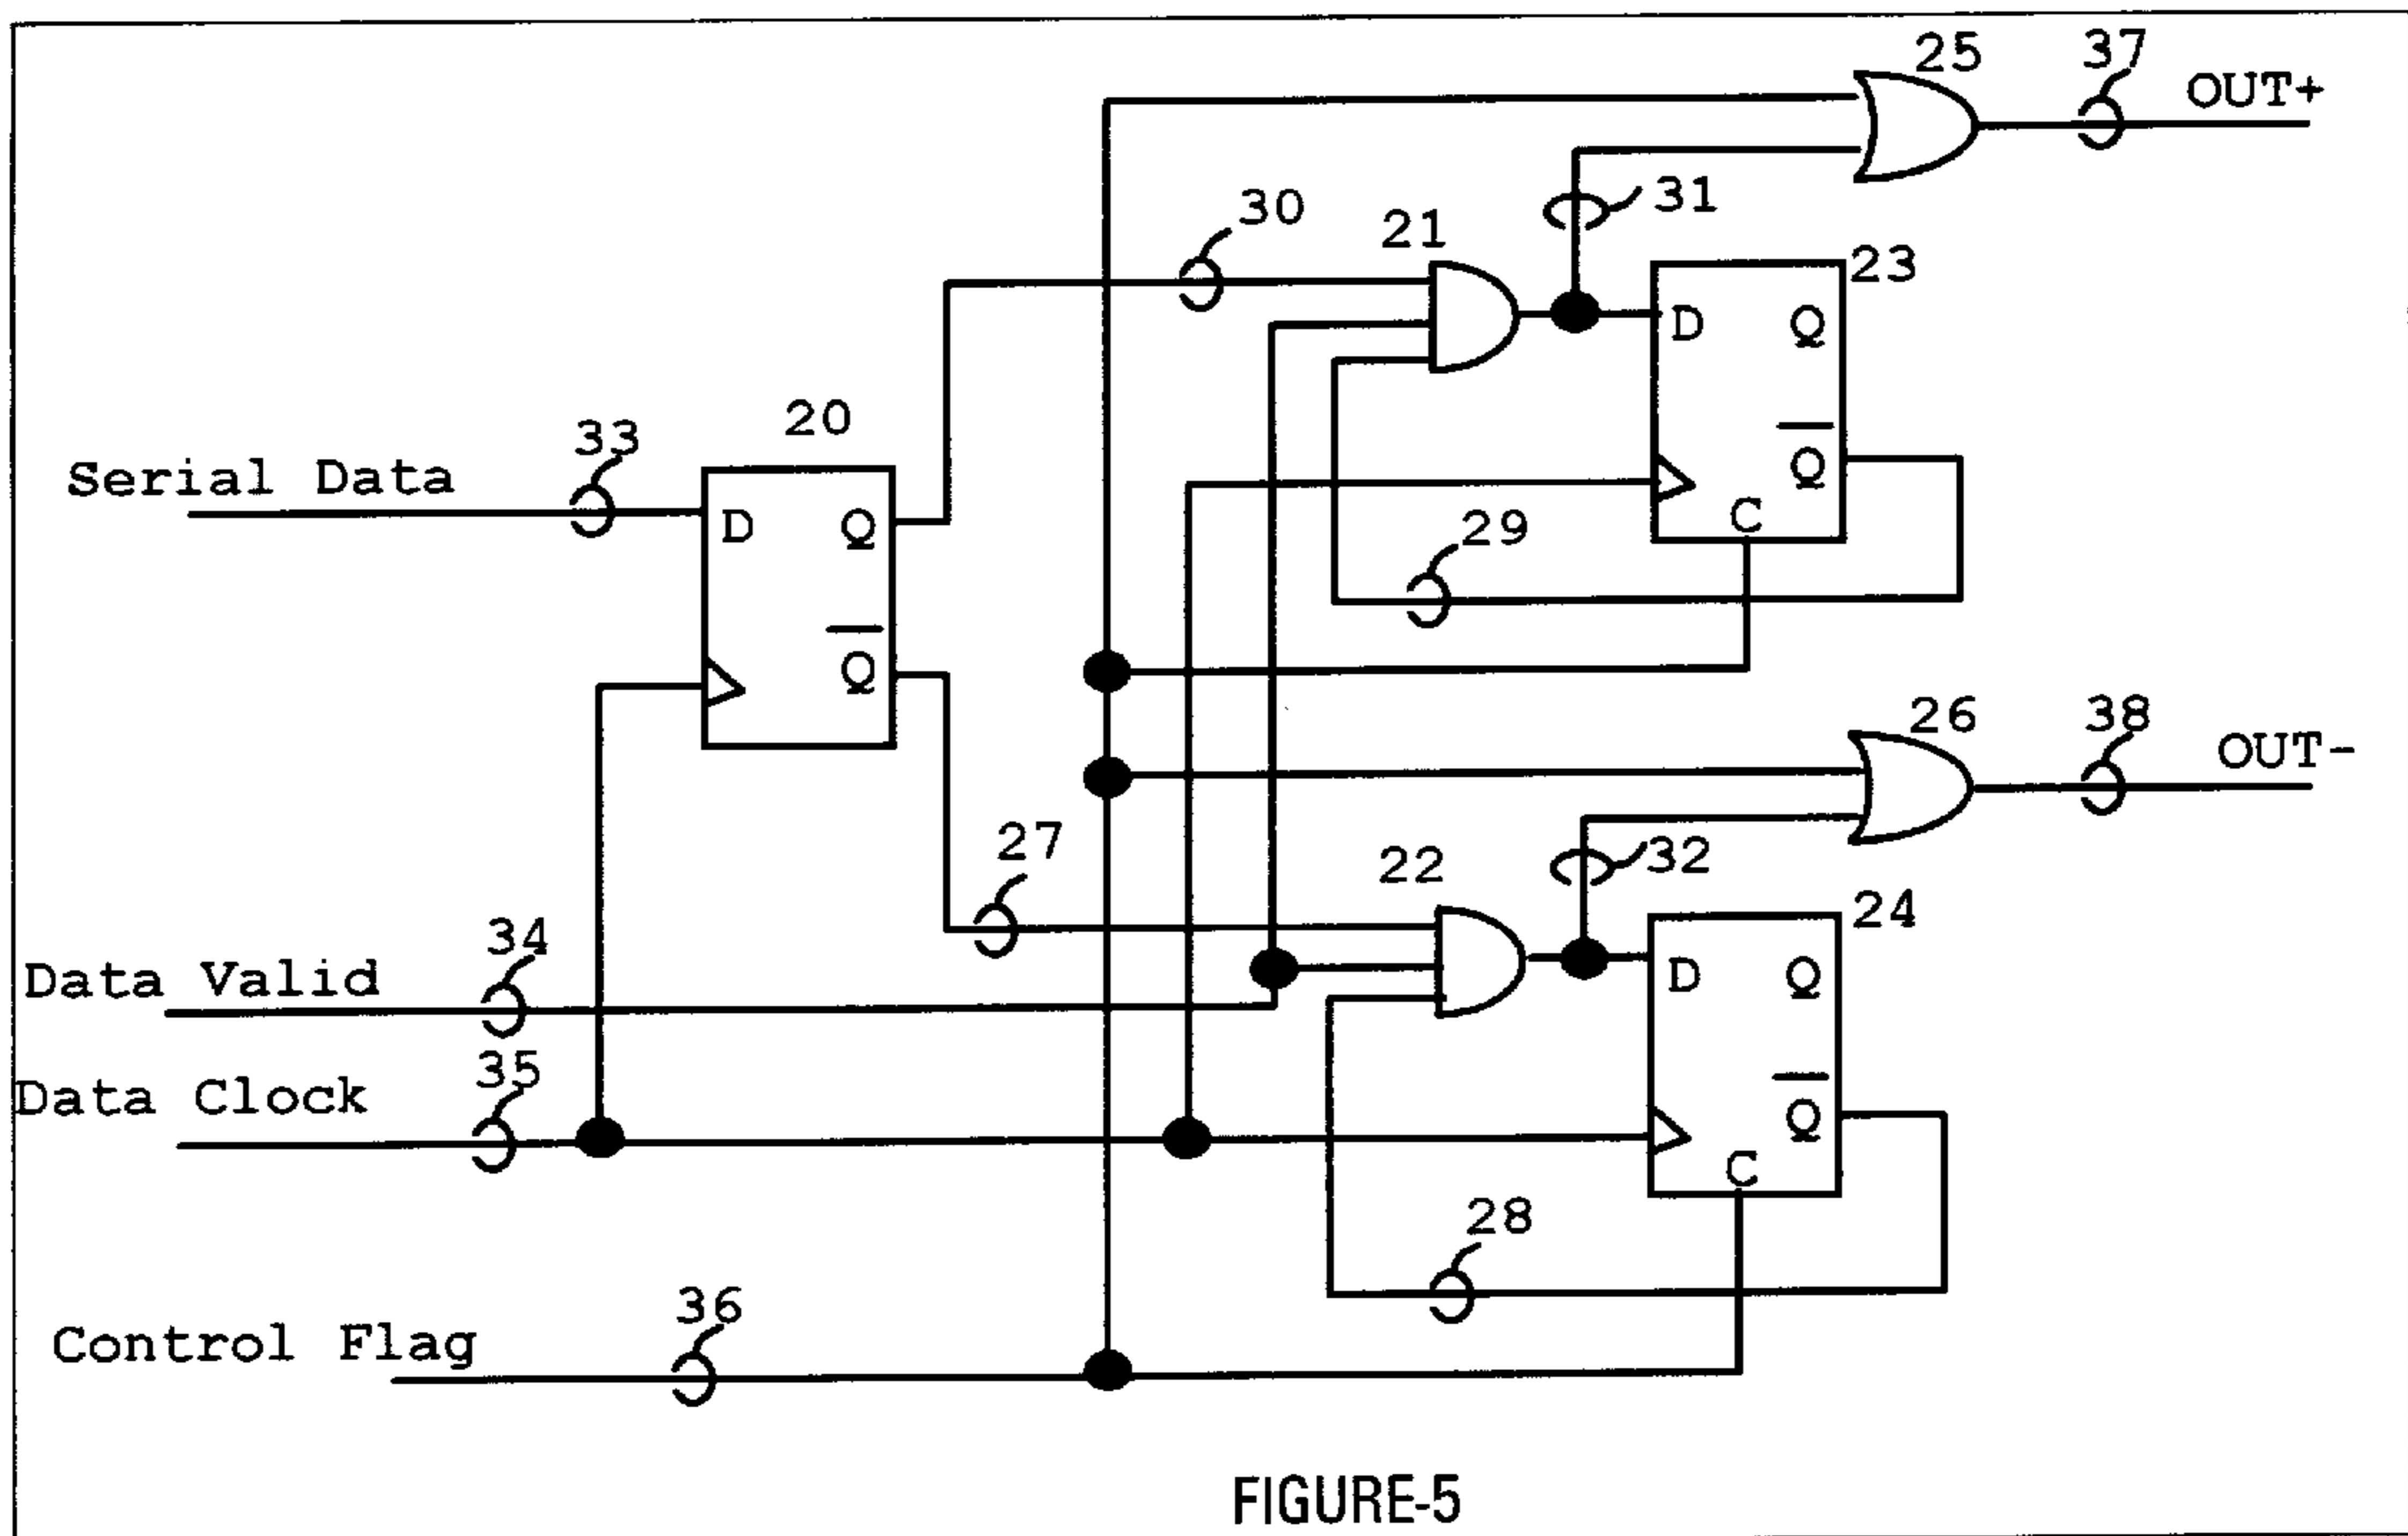 25
37
OUT+
30
21
31
23
D Q
Q
C
33
20
Serial Data
D Q
Q
29
26
38
OUT-
27
22
32
24
D Q
Q
C
34
Data Valid
35
Data Clock
28
36
Control Flag
FIGURE-5